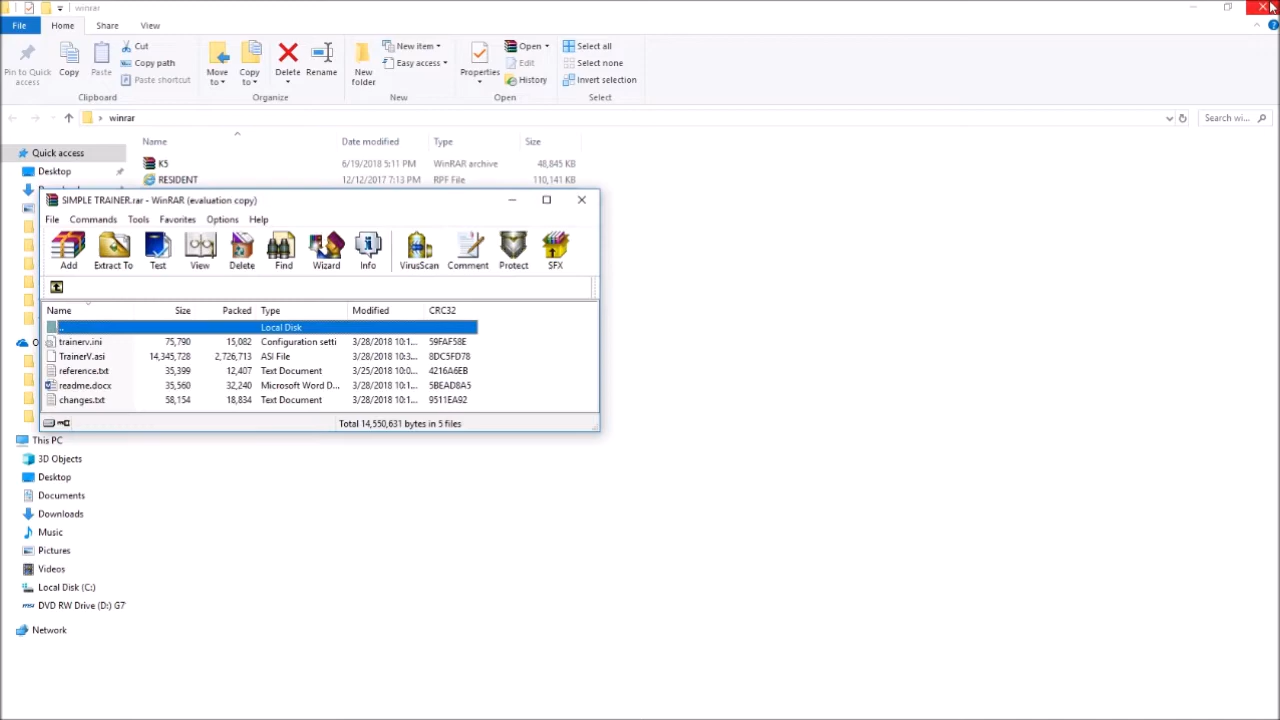 winrar
File Home Share View
Pin to Quick access
Copy
Paste
Cut
Copy path
Paste shortcut
Clipboard
Move to
Copy to
Delete
Rename
Organize
New folder
New item
Easy access
New
Properties
Open
Edit
History
Open
Select all
Select none
Invert selection
Select
winrar
Search wi...
Name Date modified Type Size
K5 6/19/2018 5:11 PM WinRAR archive 48,845 KB
RESIDENT 12/12/2017 7:13 PM RPF File 110,141 KB
Quick access
Desktop
SIMPLE TRAINER.rar - WinRAR (evaluation copy)
File Commands Tools Favorites Options Help
Add Extract To Test View Delete Find Wizard Info VirusScan Comment Protect SFX
Name Size Packed Type Modified CRC32
.. Local Disk
trainerv.ini 75,790 15,082 Configuration setti 3/28/2018 10:1... 59FAF58E
TrainerV.asi 14,345,728 2,726,713 ASI File 3/28/2018 10:3... 8DC5FD78
reference.txt 35,399 12,407 Text Document 3/25/2018 10:0... 4216A6EB
readme.docx 35,560 32,240 Microsoft Word D... 3/28/2018 10:1... 5BEAD8A5
changes.txt 58,154 18,834 Text Document 3/28/2018 10:1... 9511EA92
Total 14,550,631 bytes in 5 files
This PC
3D Objects
Desktop
Documents
Downloads
Music
Pictures
Videos
Local Disk (C:)
DVD RW Drive (D:) G7
Network